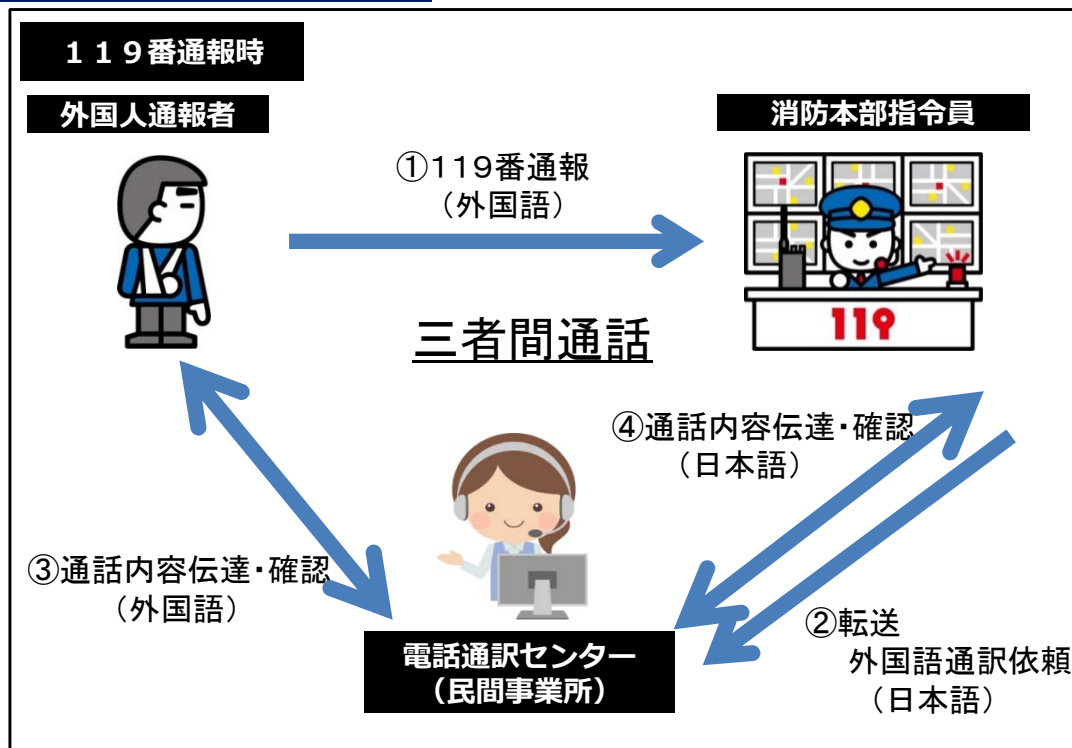 119番通報時
外国人通報者
消防本部指令員
①119番通報
（外国語）
119
三者間通話
④通話内容伝達・確認
（日本語）
③通話内容伝達・確認
（外国語）
②転送
外国語通訳依頼
（日本語）
電話通訳センター
（民間事業所）